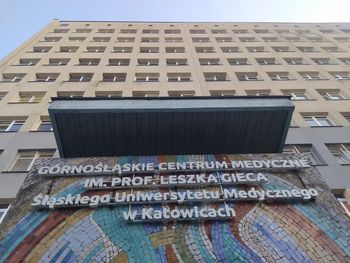 GÓRNOŚLĄSKIE CENTRUM MEDYCZNE
IM. PROF. LESZKA GIECA
Śląskiego Uniwersytetu Medycznego
w Katowicach